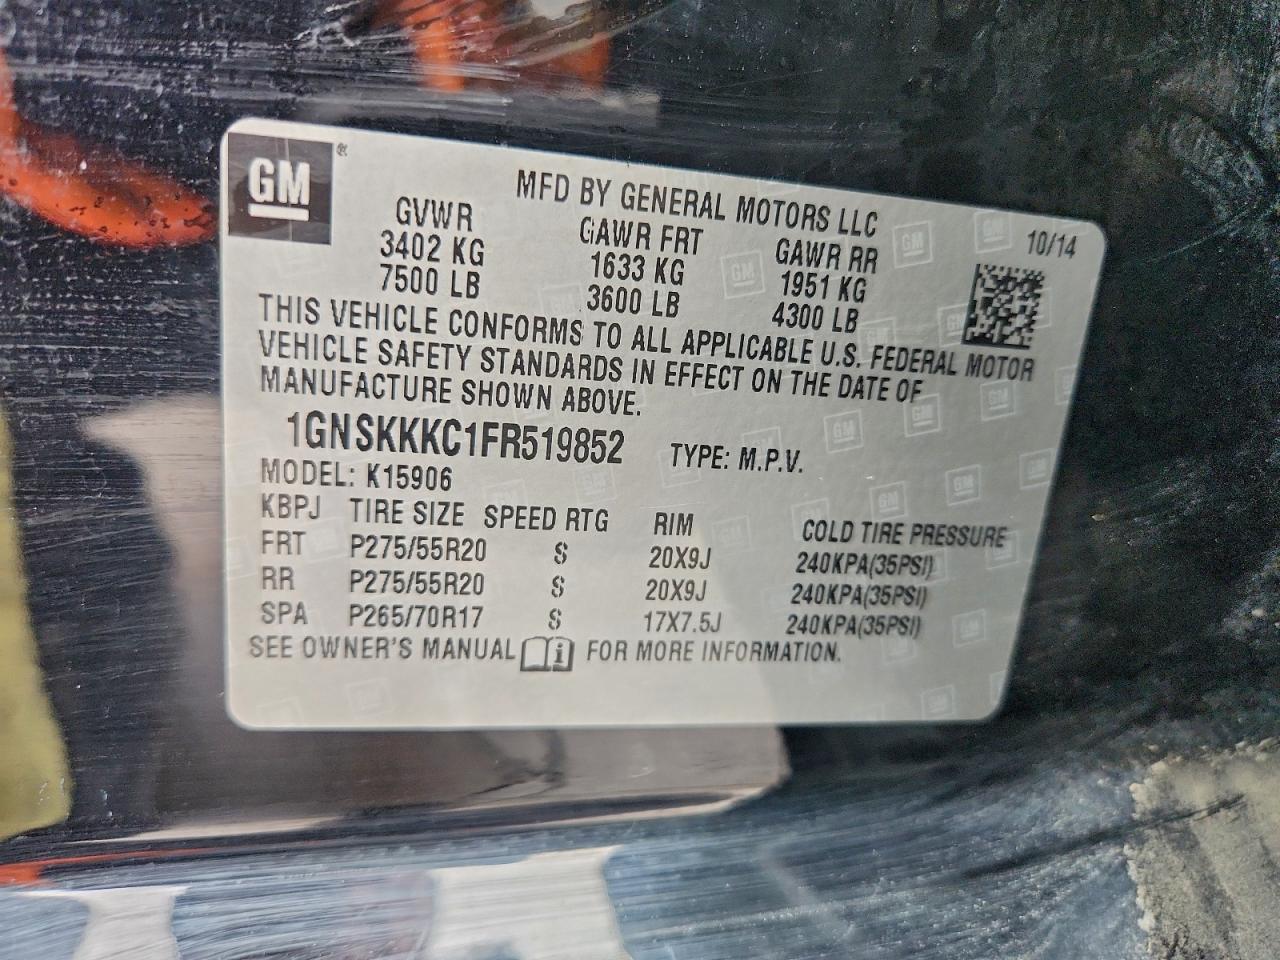 GM ®
MFD BY GENERAL MOTORS LLC
10/14
GVWR GAWR FRT GAWR RR
3402 KG 1633 KG 1951 KG
7500 LB 3600 LB 4300 LB
THIS VEHICLE CONFORMS TO ALL APPLICABLE U.S. FEDERAL MOTOR
VEHICLE SAFETY STANDARDS IN EFFECT ON THE DATE OF
MANUFACTURE SHOWN ABOVE.
1GNSKKKC1FR519852 TYPE: M.P.V.
MODEL: K15906
KBPJ TIRE SIZE SPEED RTG RIM COLD TIRE PRESSURE
FRT P275/55R20 S 20X9J 240KPA(35PSI)
RR P275/55R20 S 20X9J 240KPA(35PSI)
SPA P265/70R17 S 17X7.5J 240KPA(35PSI)
SEE OWNER'S MANUAL i FOR MORE INFORMATION.